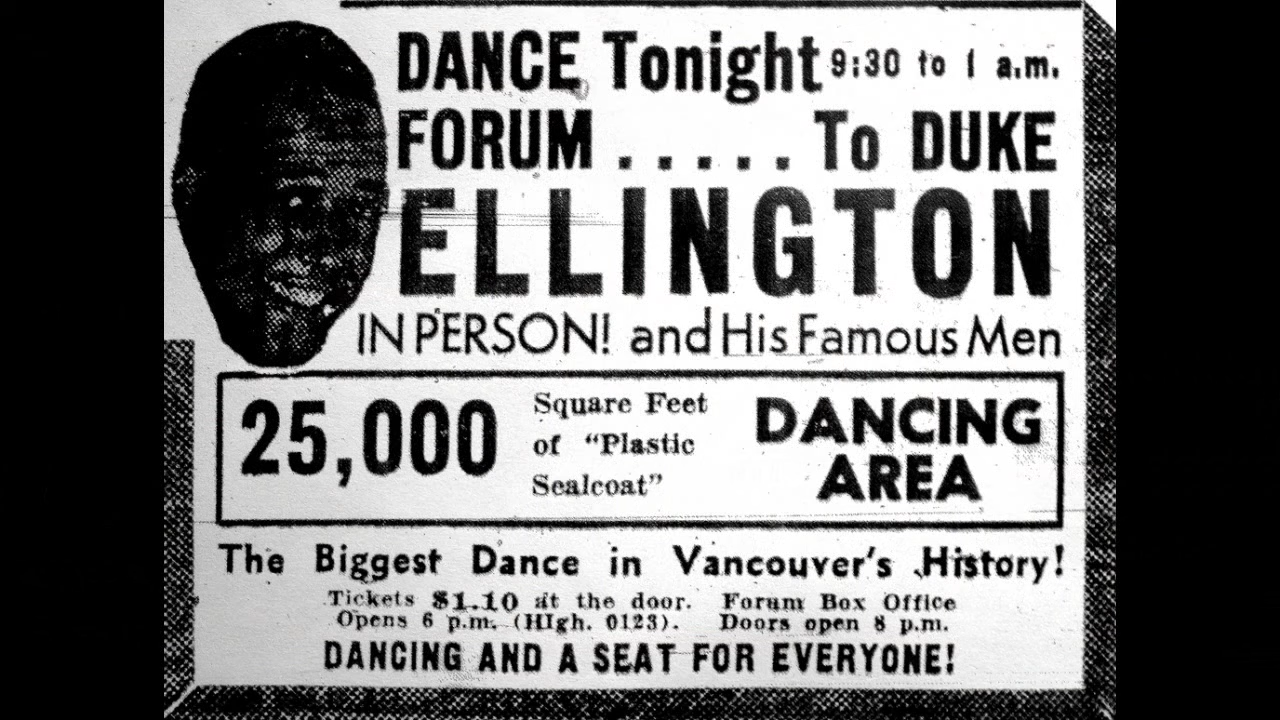 DANCE Tonight 9:30 to 1 a.m.
FORUM ..... To DUKE
ELLINGTON
IN PERSON! and His Famous Men
25,000
Square Feet
of "Plastic
Sealcoat"
DANCING
AREA
The Biggest Dance in Vancouver's History!
Tickets $1.10 at the door. Forum Box Office
Opens 6 p.m. (HIgh. 0123). Doors open 8 p.m.
DANCING AND A SEAT FOR EVERYONE!